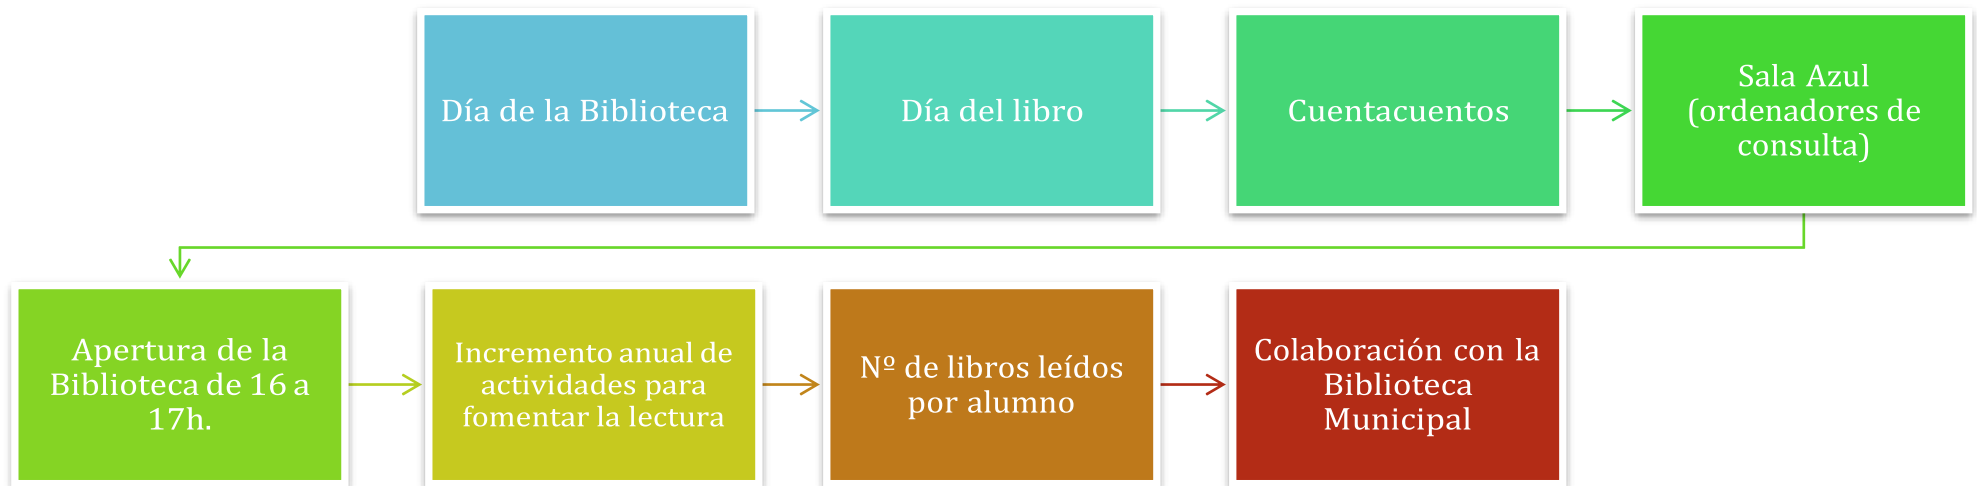 Día de la Biblioteca
Día del libro
Cuentacuentos
Sala Azul
(ordenadores de
consulta)
Apertura de la
Biblioteca de 16 a
17h.
Incremento anual de
actividades para
fomentar la lectura
Nº de libros leídos
por alumno
Colaboración con la
Biblioteca
Municipal